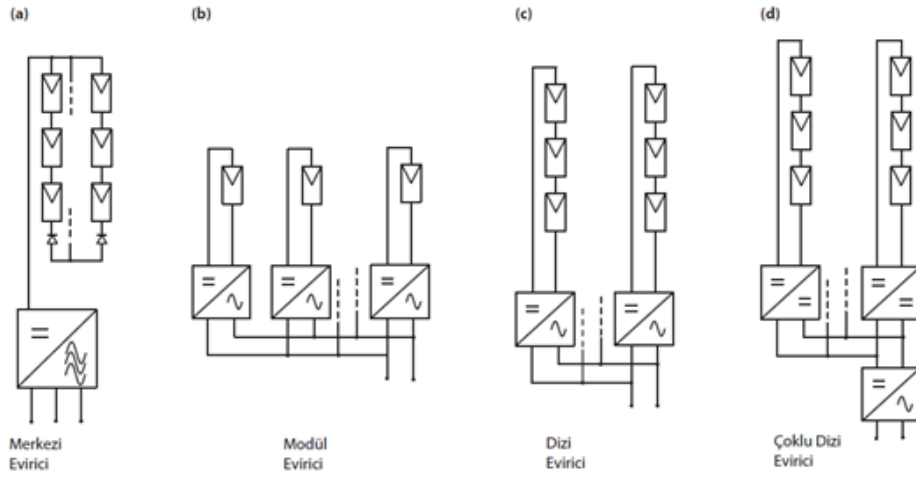 (a)
(b)
(c)
(d)
Merkezi
Evirici
Modül
Evirici
Dizi
Evirici
Çoklu Dizi
Evirici